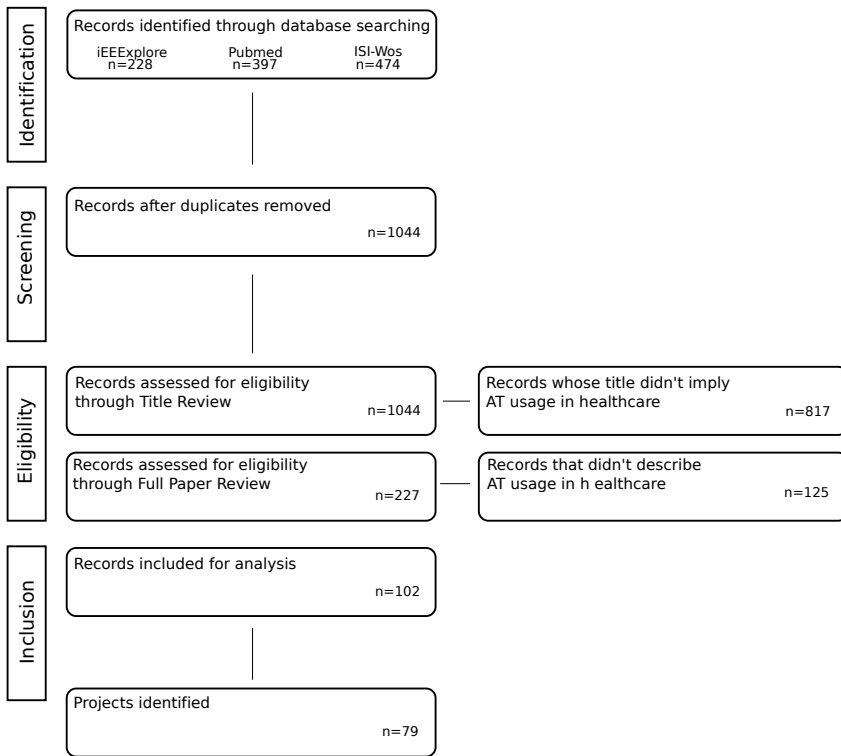 Identification
Records identified through database searching
iEEExplore
n=228
Pubmed
n=397
ISI-Wos
n=474
Screening
Records after duplicates removed
n=1044
Eligibility
Records assessed for eligibility
through Title Review
n=1044
Records whose title didn't imply
AT usage in healthcare
n=817
Records assessed for eligibility
through Full Paper Review
n=227
Records that didn't describe
AT usage in h ealthcare
n=125
Inclusion
Records included for analysis
n=102
Projects identified
n=79